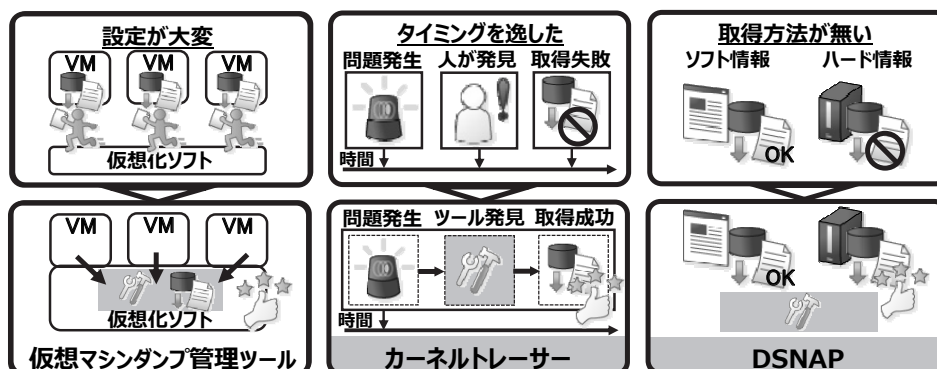 設定が大変
VM VM VM
仮想化ソフト
タイミングを逸した
問題発生 人が発見 取得失敗
時間
取得方法が無い
ソフト情報 ハード情報
OK
VM VM VM
仮想化ソフト
仮想マシンダンプ管理ツール
問題発生 ツール発見 取得成功
時間
カーネルトレーサー
OK
DSNAP